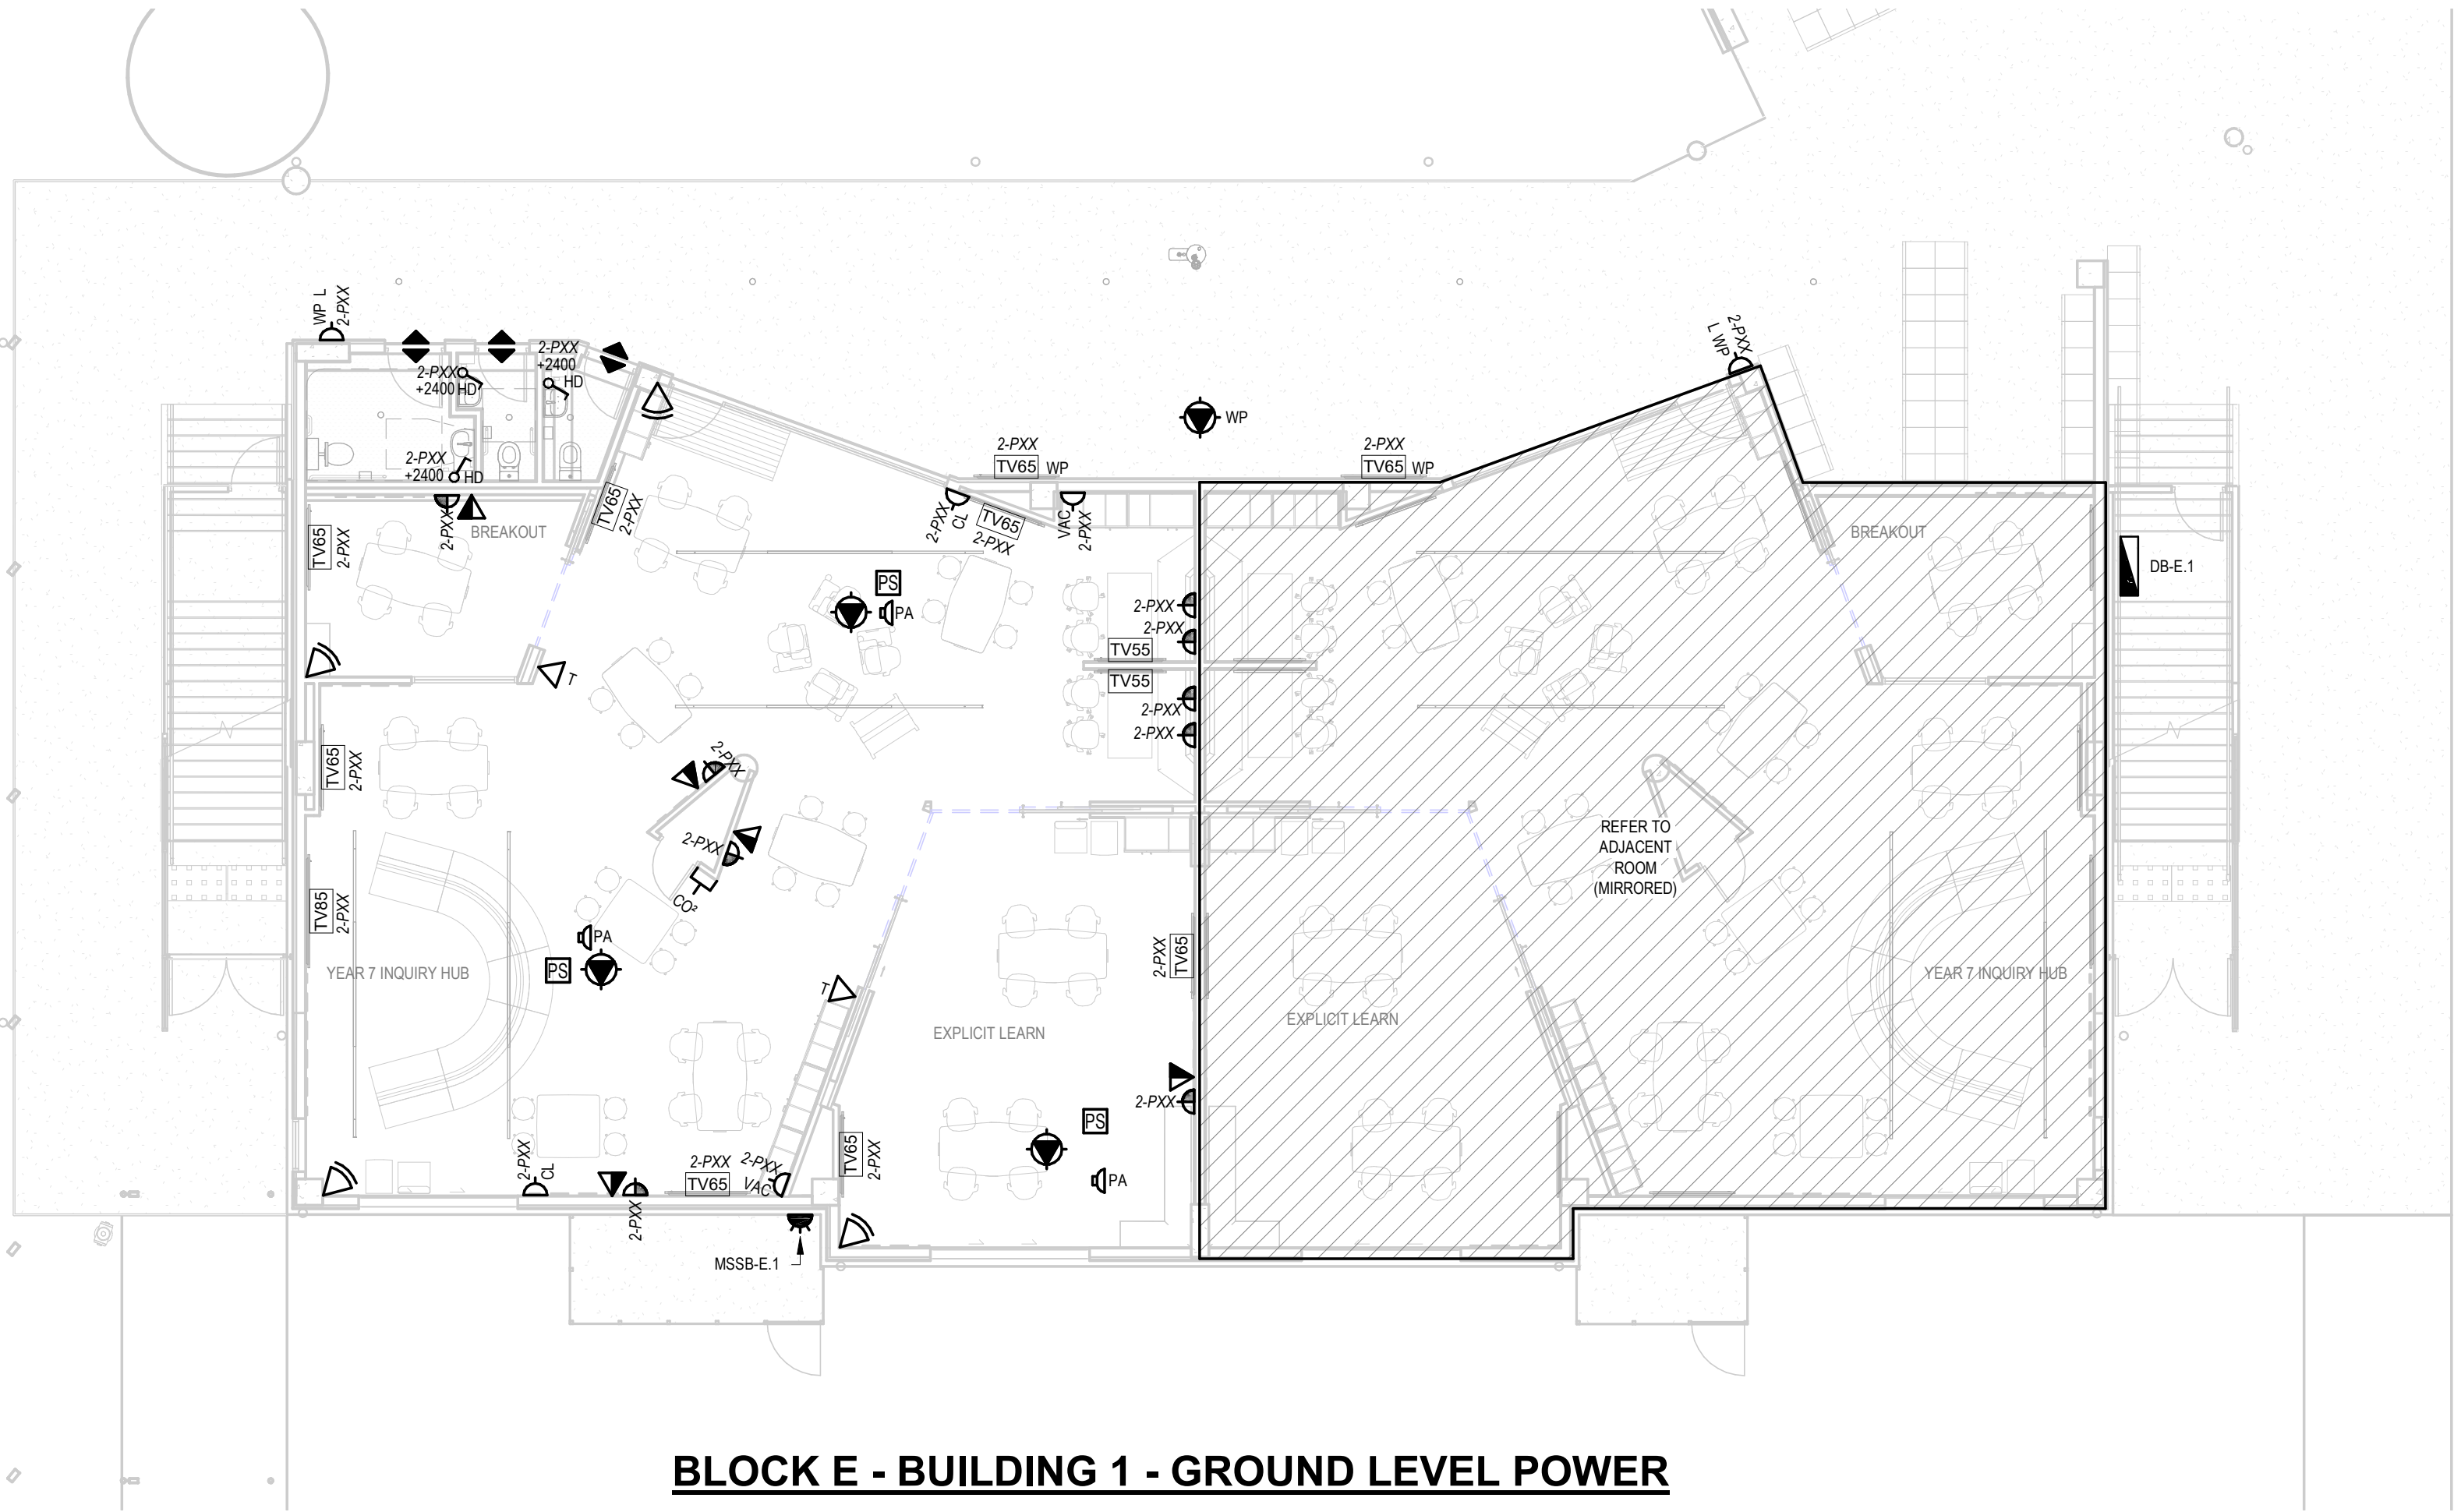 WP L
2-PXX
2-PXX
+2400
HD
2-PXX
+2400 HD
2-PXX
+2400 HD
2-PXX
L WP
2-PXX
WP
2-PXX
TV65 WP
2-PXX
TV65 WP
TV65
2-PXX
2-PXX
BREAKOUT
TV65
2-PXX
2-PXX
CL
TV65
2-PXX
VAC
2-PXX
BREAKOUT
DB-E.1
PS
PA
2-PXX
2-PXX
TV55
TV55
2-PXX
2-PXX
T
TV65
2-PXX
2-PXX
2-PXX
CO²
REFER TO
ADJACENT
ROOM
(MIRRORED)
TV85
2-PXX
PA
PS
YEAR 7 INQUIRY HUB
2-PXX
TV65
YEAR 7 INQUIRY HUB
T
EXPLICIT LEARN
EXPLICIT LEARN
2-PXX
PS
PA
2-PXX
CL
2-PXX
2-PXX
TV65
2-PXX
VAC
TV65
2-PXX
MSSB-E.1
BLOCK E - BUILDING 1 - GROUND LEVEL POWER